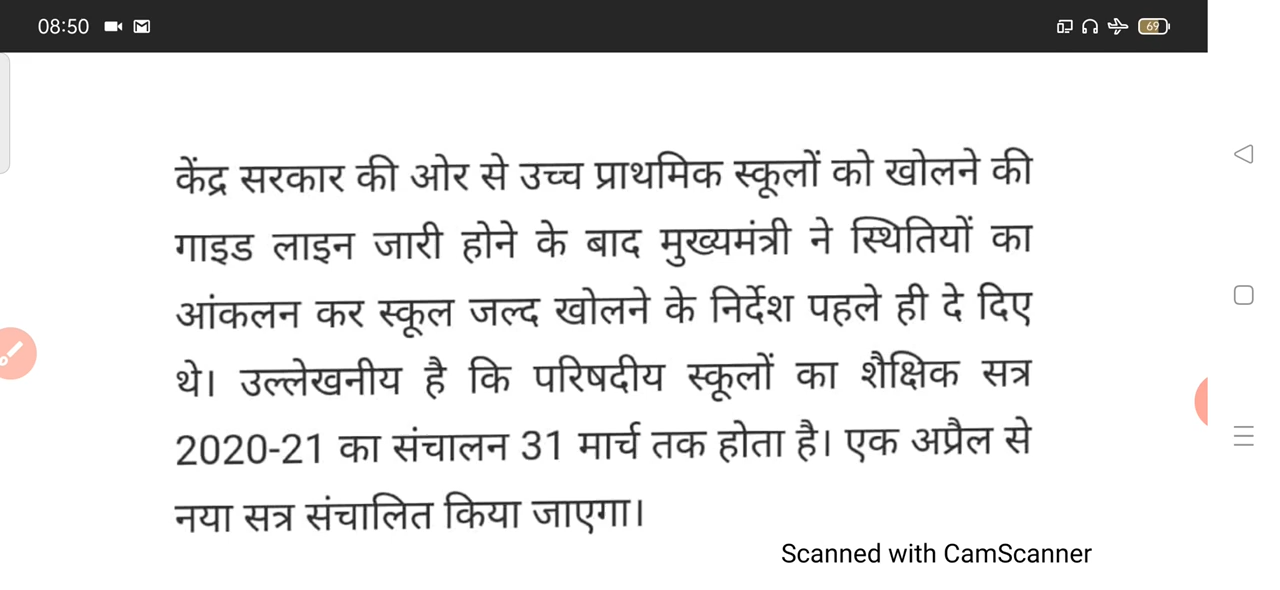 08:50
69
केंद्र सरकार की ओर से उच्च प्राथमिक स्कूलों को खोलने की
गाइड लाइन जारी होने के बाद मुख्यमंत्री ने स्थितियों का
आंकलन कर स्कूल जल्द खोलने के निर्देश पहले ही दे दिए
थे। उल्लेखनीय है कि परिषदीय स्कूलों का शैक्षिक सत्र
2020-21 का संचालन 31 मार्च तक होता है। एक अप्रैल से
नया सत्र संचालित किया जाएगा।
Scanned with CamScanner